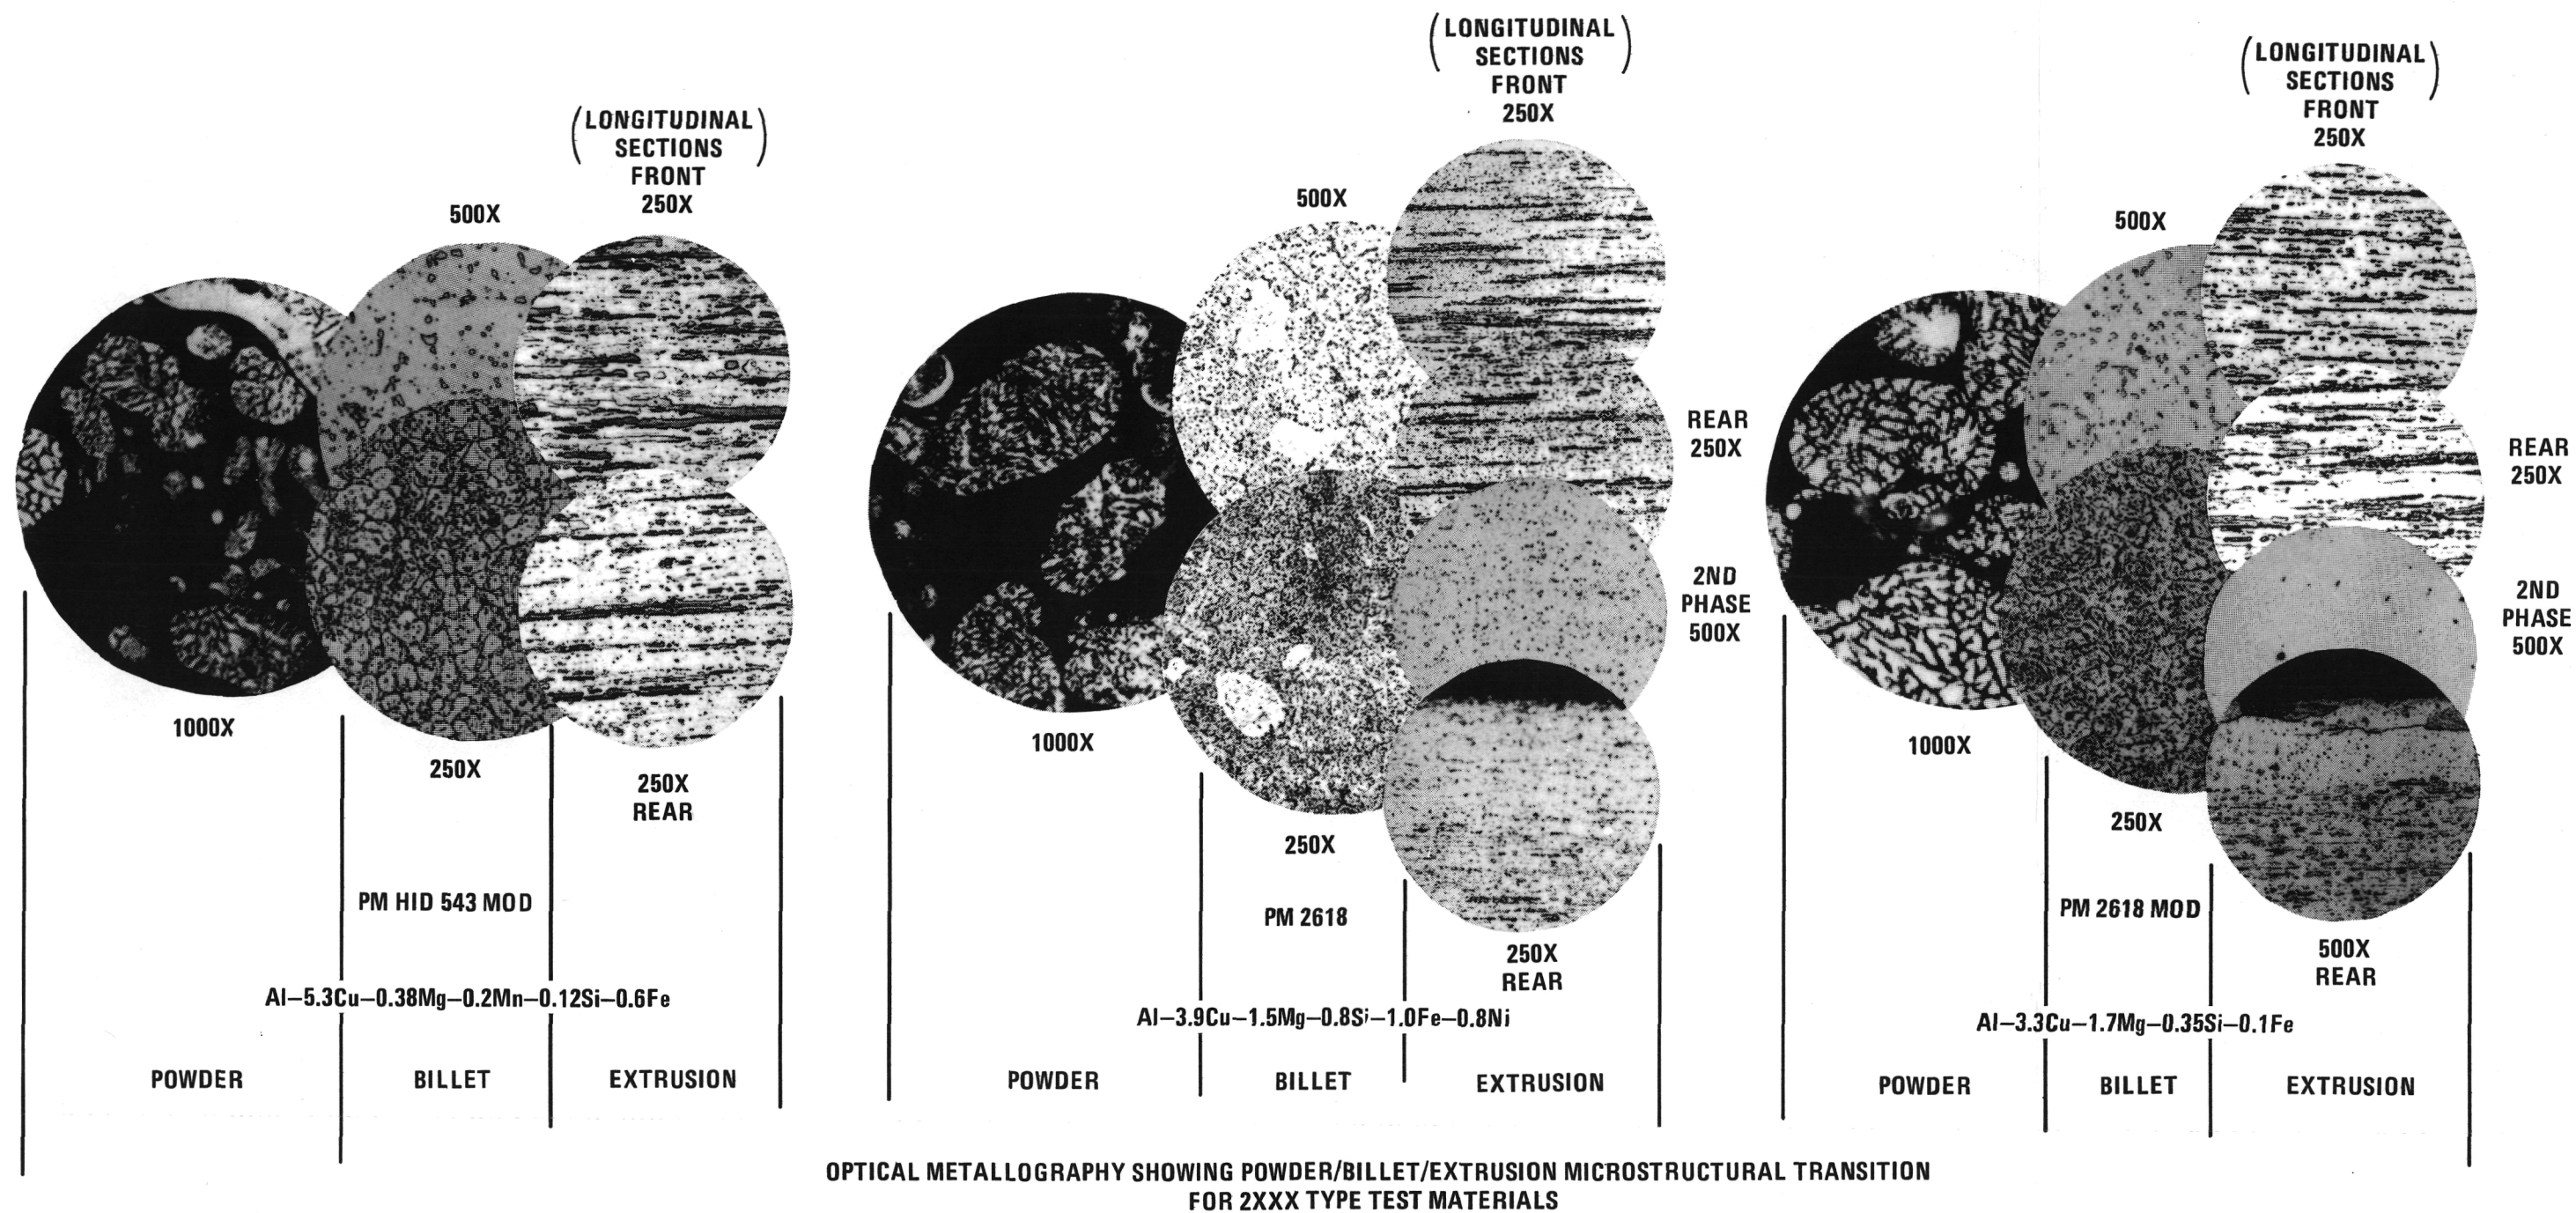 (LONGITUDINAL
SECTIONS)
FRONT
250X
500X
1000X
250X
250X
REAR
PM HID 543 MOD
Al–5.3Cu–0.38Mg–0.2Mn–0.12Si–0.6Fe
POWDER
BILLET
EXTRUSION
(LONGITUDINAL
SECTIONS)
FRONT
250X
500X
REAR
250X
2ND
PHASE
500X
1000X
250X
250X
REAR
PM 2618
Al–3.9Cu–1.5Mg–0.8Si–1.0Fe–0.8Ni
POWDER
BILLET
EXTRUSION
(LONGITUDINAL
SECTIONS)
FRONT
250X
500X
REAR
250X
2ND
PHASE
500X
1000X
250X
500X
REAR
PM 2618 MOD
Al–3.3Cu–1.7Mg–0.35Si–0.1Fe
POWDER
BILLET
EXTRUSION
OPTICAL METALLOGRAPHY SHOWING POWDER/BILLET/EXTRUSION MICROSTRUCTURAL TRANSITION
FOR 2XXX TYPE TEST MATERIALS